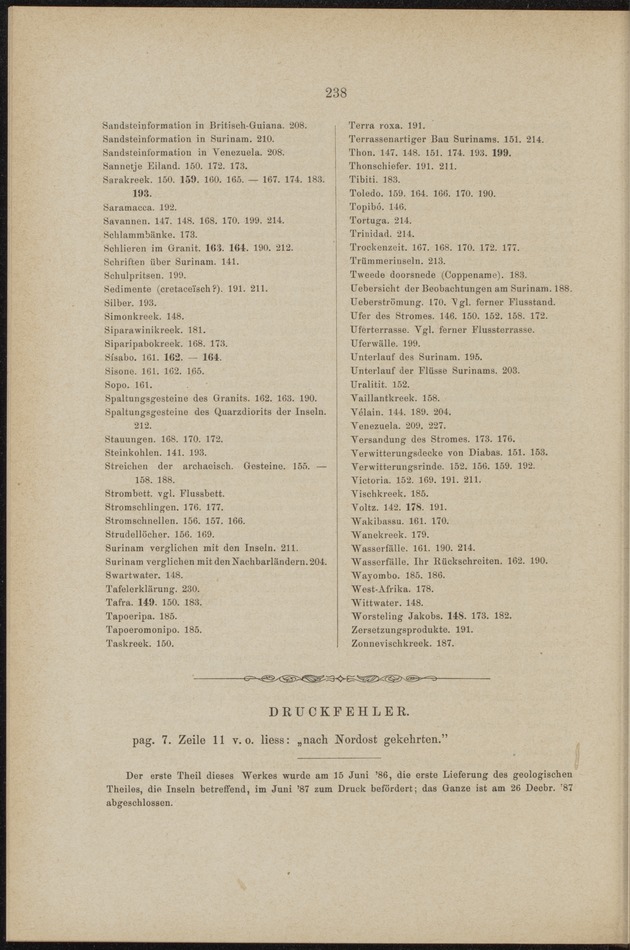 238
Sandsteinformation in Britisch-Guiana. 208.
Sandsteinformation in Surinam. 210.
Sandsteinformation in Venezuela. 208.
Sannetje Eiland. 150. 172. 173.
Sarakreek. 150. 159. 160. 165. — 167. 174. 183.
193.
Saramacca. 192.
Savannen. 147. 148. 168. 170. 199. 214.
Schlammbänke. 173.
Schlieren im Granit. 163. 164. 190. 212.
Schriften über Surinam. 141.
Schulpritsen. 199.
Sedimente (cretaceïsch?). 191. 211.
Silber. 193.
Simonkreek. 148.
Siparawinikreek. 181.
Siparipabokreek. 168. 173.
Sísabo. 161. 162. — 164.
Sisone. 161. 162. 165.
Sopo. 161.
Spaltungsgesteine des Granits. 162. 163. 190.
Spaltungsgesteine des Quarzdiorits der Inseln.
212.
Stauungen. 168. 170. 172.
Steinkohlen. 141. 193.
Streichen der archaeisch. Gesteine. 155. —
158. 188.
Strombett. vgl. Flussbett.
Stromschlingen. 176. 177.
Stromschnellen. 156. 157. 166.
Strudellöcher. 156. 169.
Surinam verglichen mit den Inseln. 211.
Surinam verglichen mit den Nachbarländern. 204.
Swartwater. 148.
Tafelerklärung. 230.
Tafra. 149. 150. 183.
Tapoeripa. 185.
Tapoeromonipo. 185.
Taskreek. 150.
Terra roxa. 191.
Terrassenartiger Bau Surinams. 151. 214.
Thon. 147. 148. 151. 174. 193. 199.
Thonschiefer. 191. 211.
Tibiti. 183.
Toledo. 159. 164. 166. 170. 190.
Topibó. 146.
Tortuga. 214.
Trinidad. 214.
Trockenzeit. 167. 168. 170. 172. 177.
Trümmerinseln. 213.
Tweede doorsnede (Coppename). 183.
Uebersicht der Beobachtungen am Surinam. 188.
Ueberströmung. 170. Vgl. ferner Flusstand.
Ufer des Stromes. 146. 150. 152. 158. 172.
Uferterrasse. Vgl. ferner Flussterrasse.
Uferwälle. 199.
Unterlauf des Surinam. 195.
Unterlauf der Flüsse Surinams. 203.
Uralitit. 152.
Vaillantkreek. 158.
Vélain. 144. 189. 204.
Venezuela. 209. 227.
Versandung des Stromes. 173. 176.
Verwitterungsdecke von Diabas. 151. 153.
Verwitterungsrinde. 152. 156. 159. 192.
Victoria. 152. 169. 191. 211.
Vischkreek. 185.
Voltz. 142. 178. 191.
Wakibassu. 161. 170.
Wanekreek. 179.
Wasserfälle. 161. 190. 214.
Wasserfälle. Ihr Rückschreiten. 162. 190.
Wayombo. 185. 186.
West-Afrika. 178.
Wittwater. 148.
Worsteling Jakobs. 148. 173. 182.
Zersetzungsprodukte. 191.
Zonnevischkreek. 187.
DRUCKFEHLER.
pag. 7. Zeile 11 v. o. liess: „nach Nordost gekehrten.”
Der erste Theil dieses Werkes wurde am 15 Juni '86, die erste Lieferung des geologischen
Theiles, die Inseln betreffend, im Juni '87 zum Druck befördert; das Ganze ist am 26 Decbr. '87
abgeschlossen.